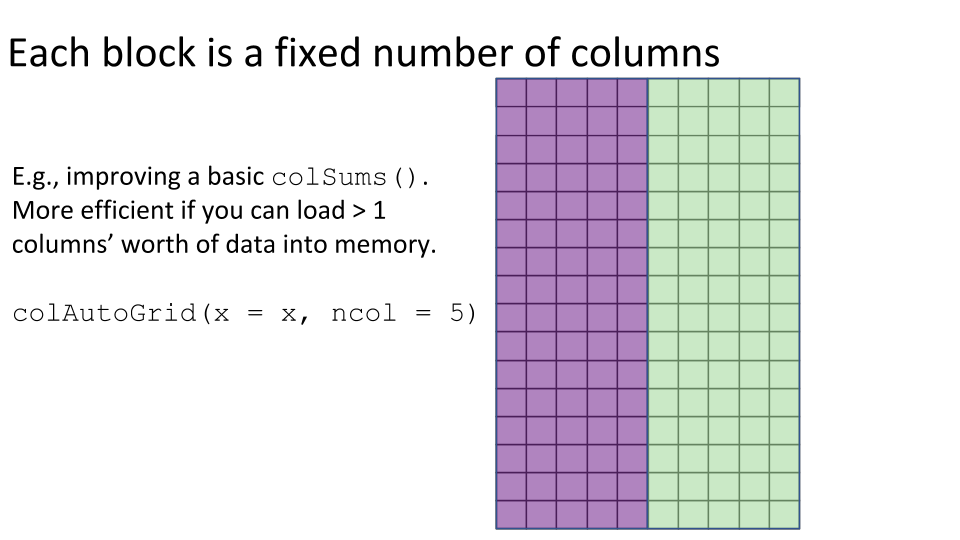 Each block is a fixed number of columns
E.g., improving a basic colSums().
More efficient if you can load > 1
columns’ worth of data into memory.
colAutoGrid(x = x, ncol = 5)